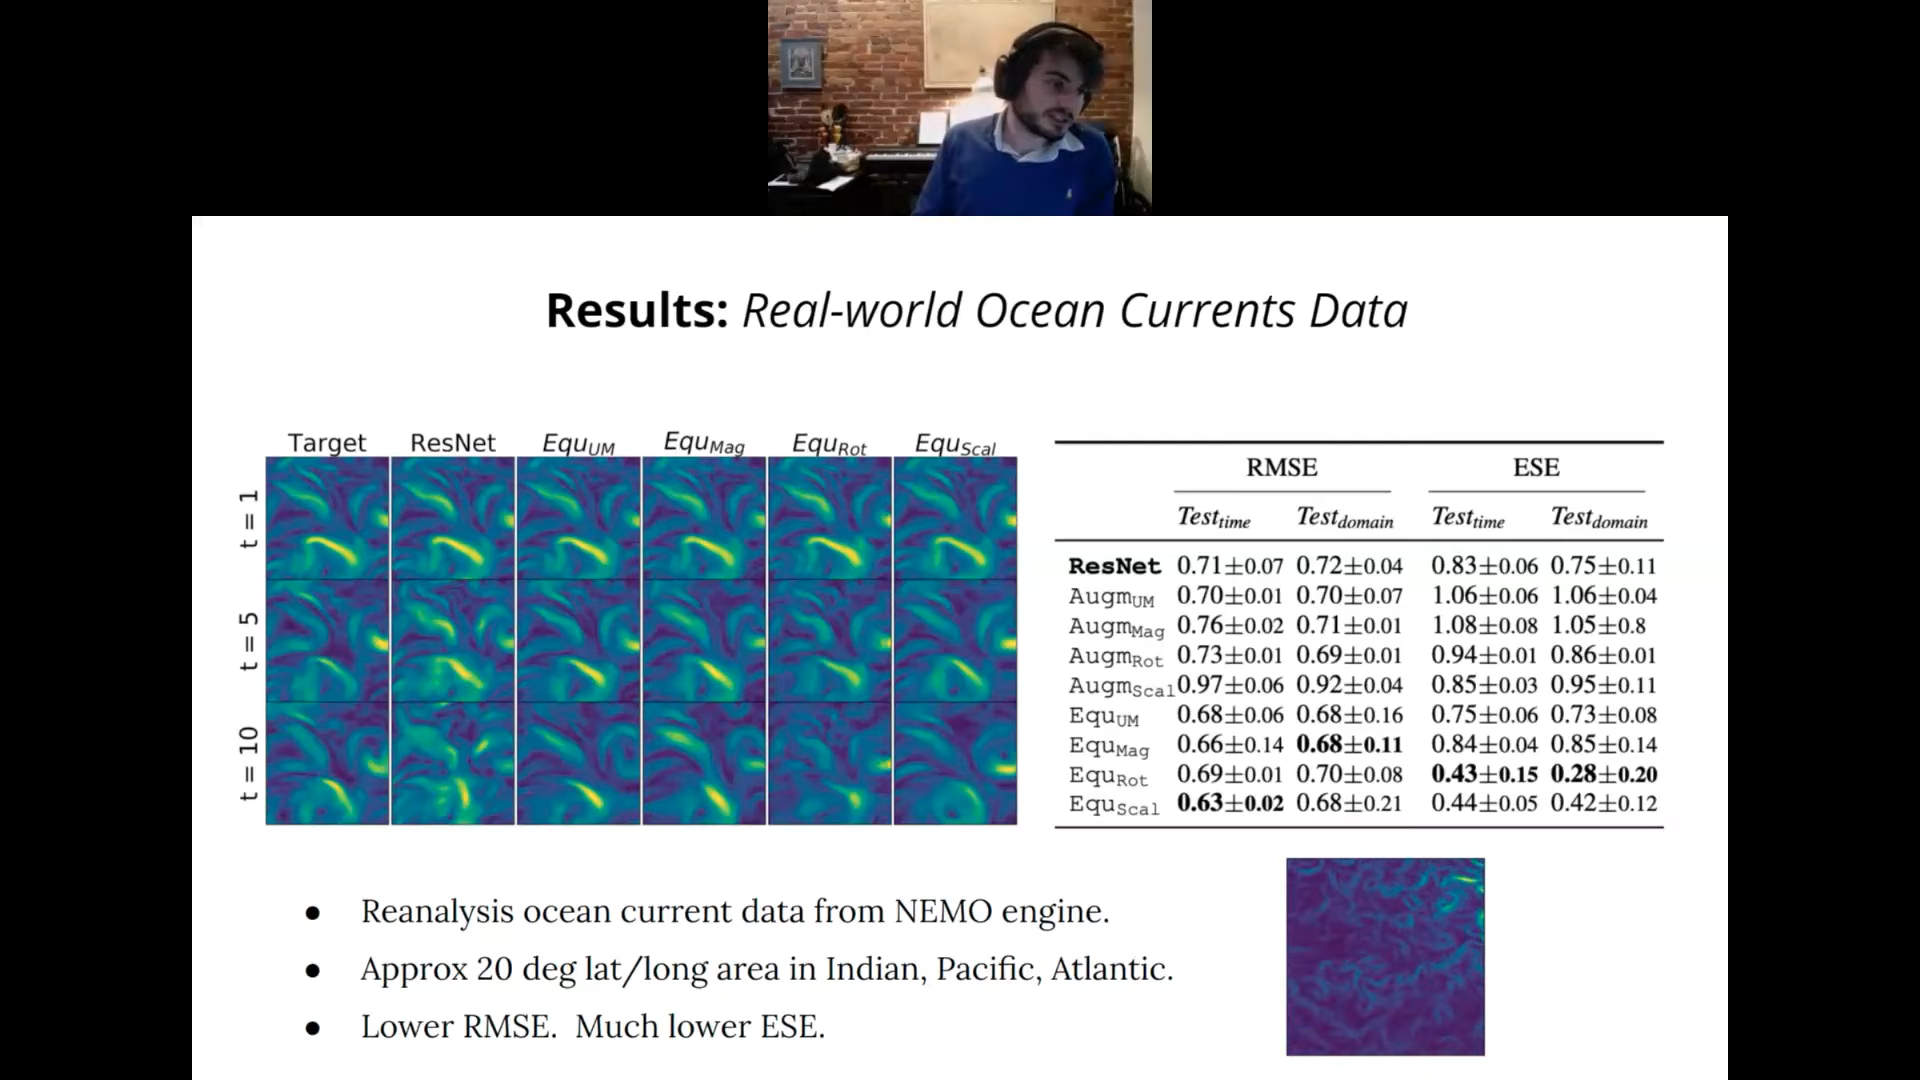 Results: Real-world Ocean Currents Data
Target ResNet Equ_UM Equ_Mag Equ_Rot Equ_Scal
t = 1
t = 5
t = 10
RMSE ESE
Test_time Test_domain Test_time Test_domain
ResNet 0.71±0.07 0.72±0.04 0.83±0.06 0.75±0.11
Augm_UM 0.70±0.01 0.70±0.07 1.06±0.06 1.06±0.04
Augm_Mag 0.76±0.02 0.71±0.01 1.08±0.08 1.05±0.8
Augm_Rot 0.73±0.01 0.69±0.01 0.94±0.01 0.86±0.01
Augm_Scal 0.97±0.06 0.92±0.04 0.85±0.03 0.95±0.11
Equ_UM 0.68±0.06 0.68±0.16 0.75±0.06 0.73±0.08
Equ_Mag 0.66±0.14 0.68±0.11 0.84±0.04 0.85±0.14
Equ_Rot 0.69±0.01 0.70±0.08 0.43±0.15 0.28±0.20
Equ_Scal 0.63±0.02 0.68±0.21 0.44±0.05 0.42±0.12
● Reanalysis ocean current data from NEMO engine.
● Approx 20 deg lat/long area in Indian, Pacific, Atlantic.
● Lower RMSE. Much lower ESE.